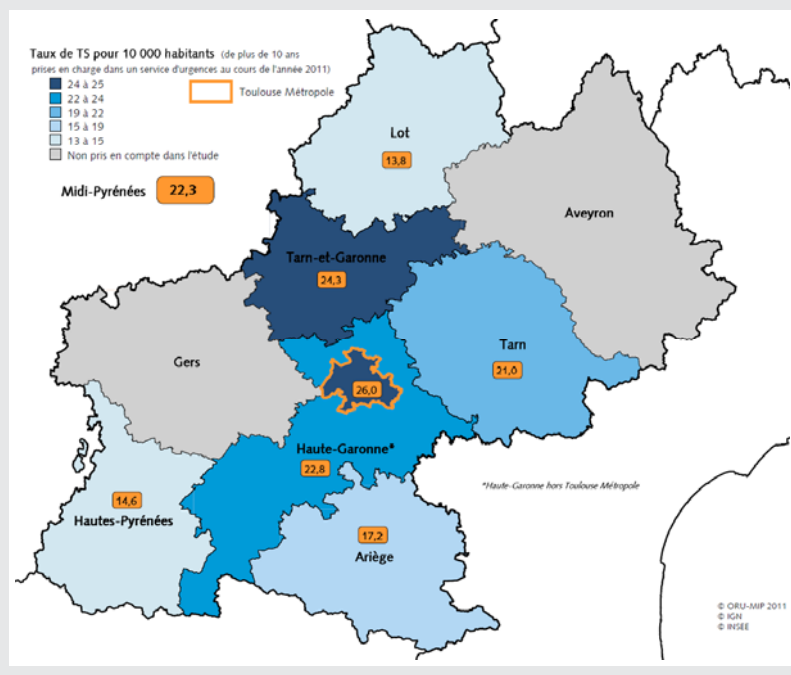 Taux de TS pour 10 000 habitants (de plus de 10 ans
prises en charge dans un service d'urgences au cours de l'année 2011)
24 à 25
22 à 24
19 à 22
15 à 19
13 à 15
Non pris en compte dans l'étude
Toulouse Métropole
Midi-Pyrénées 22,3
Lot
13,8
Aveyron
Tarn-et-Garonne
24,3
Tarn
21,0
Gers
26,0
Haute-Garonne*
22,8
*Haute-Garonne hors Toulouse Métropole
14,6
Hautes-Pyrénées
17,2
Ariège
© ORU-MIP 2011
© IGN
© INSEE